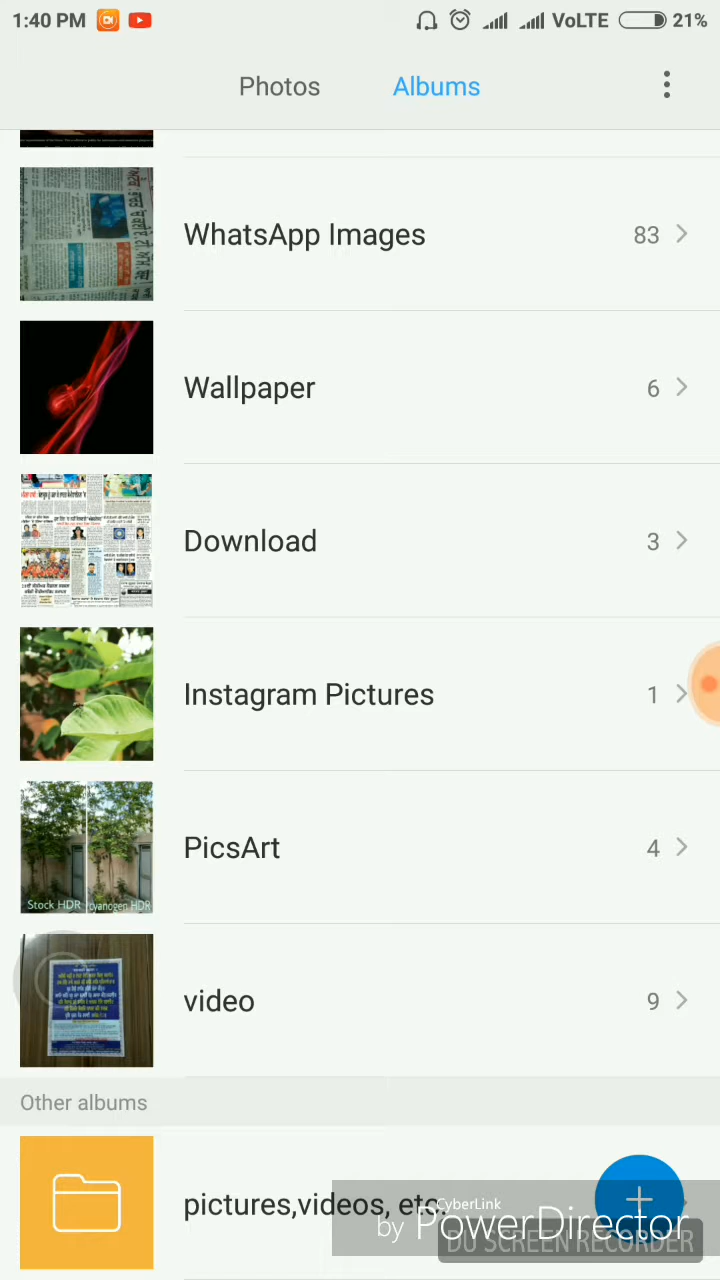 1:40 PM VoLTE 21%
Photos Albums
WhatsApp Images 83
Wallpaper 6
Download 3
Instagram Pictures 1
PicsArt 4
Stock HDR cyanogen HDR
video 9
Other albums
pictures,videos, etc.
CyberLink
by PowerDirector
DU SCREEN RECORDER